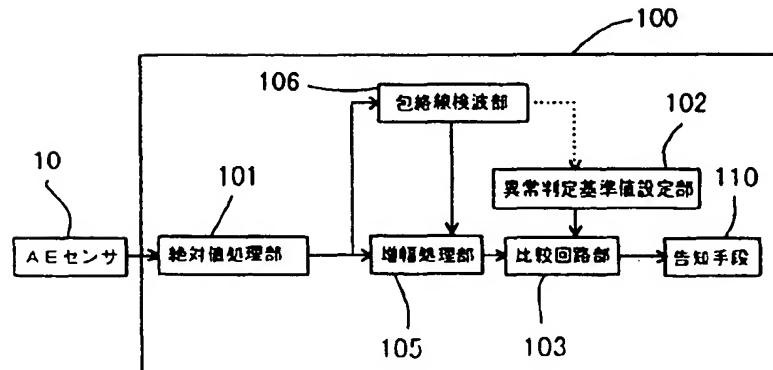 100
106
包絡線検波部
102
10
101
異常判定基準値設定部
110
AEセンサ
絶対値処理部
増幅処理部
比較回路部
告知手段
105
103